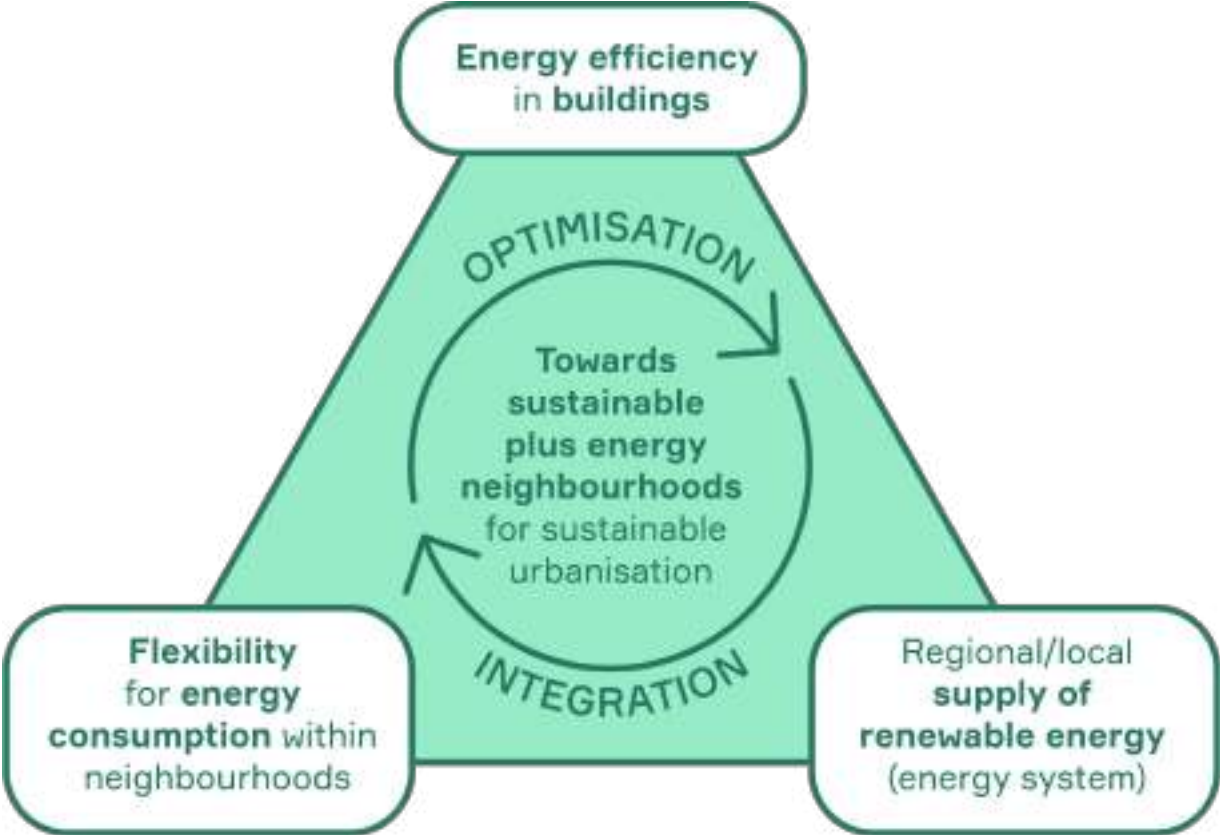 Energy efficiency
in buildings
OPTIMISATION
Towards
sustainable
plus energy
neighbourhoods
for sustainable
urbanisation
INTEGRATION
Flexibility
for energy
consumption within
neighbourhoods
Regional/local
supply of
renewable energy
(energy system)